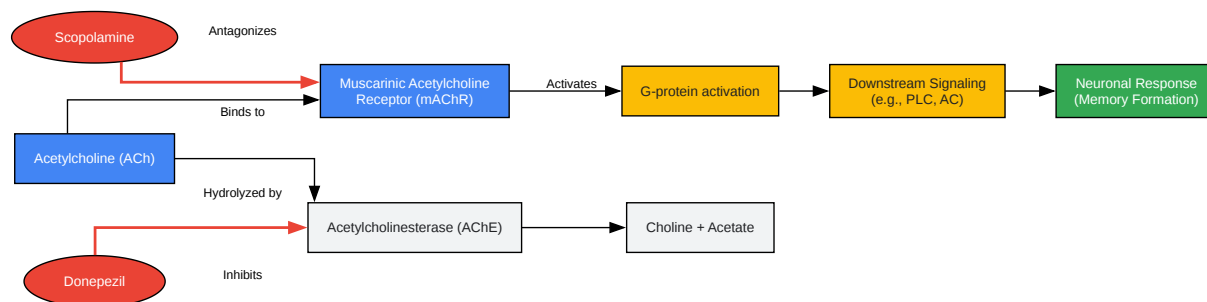 Scopolamine
Antagonizes
Muscarinic Acetylcholine
Receptor (mAChR)
Activates
G-protein activation
Downstream Signaling
(e.g., PLC, AC)
Neuronal Response
(Memory Formation)
Binds to
Acetylcholine (ACh)
Hydrolyzed by
Acetylcholinesterase (AChE)
Choline + Acetate
Donepezil
Inhibits